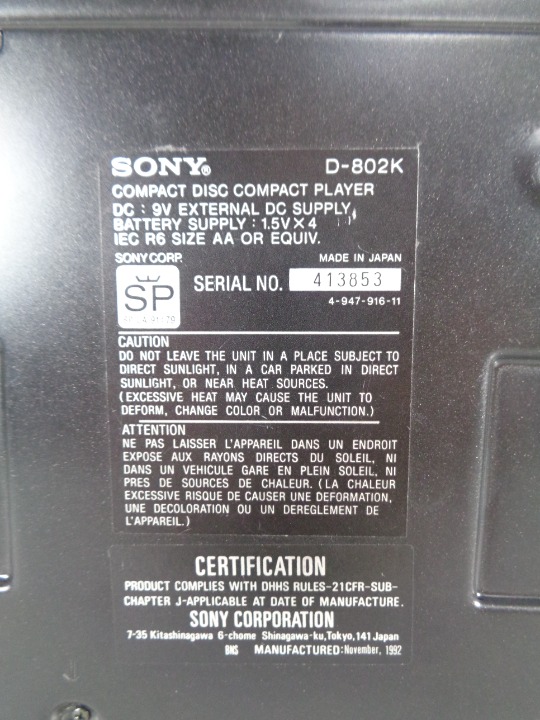 SONY® D-802K
COMPACT DISC COMPACT PLAYER
DC : 9V EXTERNAL DC SUPPLY
BATTERY SUPPLY : 1.5V×4
IEC R6 SIZE AA OR EQUIV.
SONY CORP. MADE IN JAPAN
SP SERIAL NO. 413853
4-947-916-11
CAUTION
DO NOT LEAVE THE UNIT IN A PLACE SUBJECT TO
DIRECT SUNLIGHT, IN A CAR PARKED IN DIRECT
SUNLIGHT, OR NEAR HEAT SOURCES.
(EXCESSIVE HEAT MAY CAUSE THE UNIT TO
DEFORM, CHANGE COLOR OR MALFUNCTION.)
ATTENTION
NE PAS LAISSER L'APPAREIL DANS UN ENDROIT
EXPOSE AUX RAYONS DIRECTS DU SOLEIL, NI
DANS UN VEHICULE GARE EN PLEIN SOLEIL, NI
PRES DE SOURCES DE CHALEUR. (LA CHALEUR
EXCESSIVE RISQUE DE CAUSER UNE DEFORMATION,
UNE DECOLORATION OU UN DEREGLEMENT DE
L'APPAREIL.)
CERTIFICATION
PRODUCT COMPLIES WITH DHHS RULES-21CFR-SUB-
CHAPTER J-APPLICABLE AT DATE OF MANUFACTURE.
SONY CORPORATION
7-35 Kitashinagawa 6-chome Shinagawa-ku,Tokyo,141 Japan
BNS MANUFACTURED:November, 1992